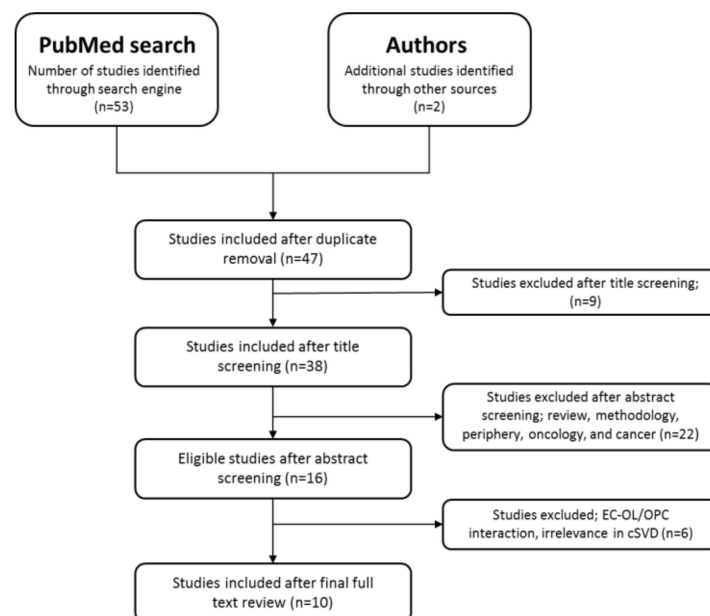 PubMed search
Number of studies identified
through search engine
(n=53)
Authors
Additional studies identified
through other sources
(n=2)
Studies included after duplicate
removal (n=47)
Studies excluded after title screening;
(n=9)
Studies included after title
screening (n=38)
Studies excluded after abstract
screening; review, methodology,
periphery, oncology, and cancer (n=22)
Eligible studies after abstract
screening (n=16)
Studies excluded; EC-OL/OPC
interaction, irrelevance in cSVD (n=6)
Studies included after final full
text review (n=10)